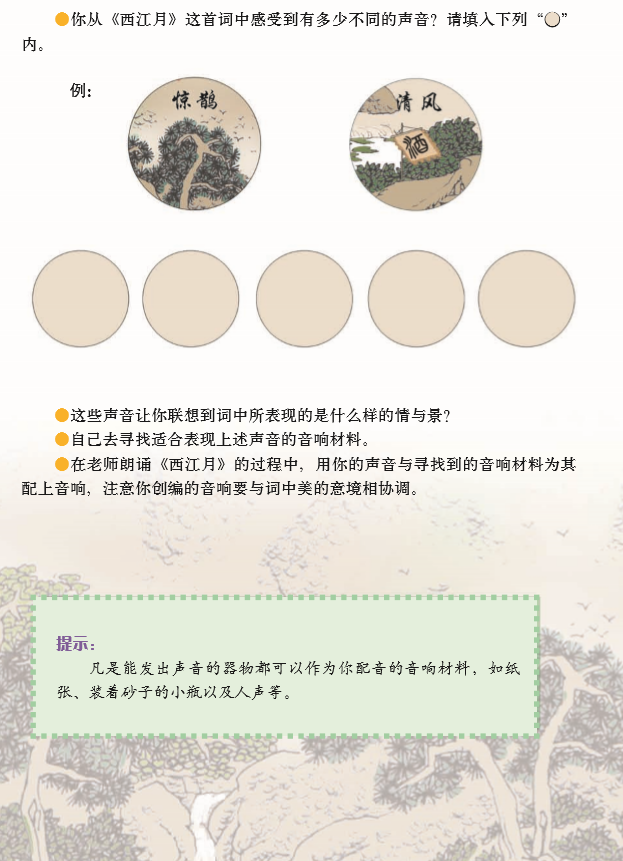 ●你从《西江月》这首词中感受到有多少不同的声音？请填入下列“○”
内。
例：
惊鹊
清风
酒
●这些声音让你联想到词中所表现的是什么样的情与景？
●自己去寻找适合表现上述声音的音响材料。
●在老师朗诵《西江月》的过程中，用你的声音与寻找到的音响材料为其
配上音响，注意你创编的音响要与词中美的意境相协调。
提示：
凡是能发出声音的器物都可以作为你配音的音响材料，如纸
张、装着砂子的小瓶以及人声等。